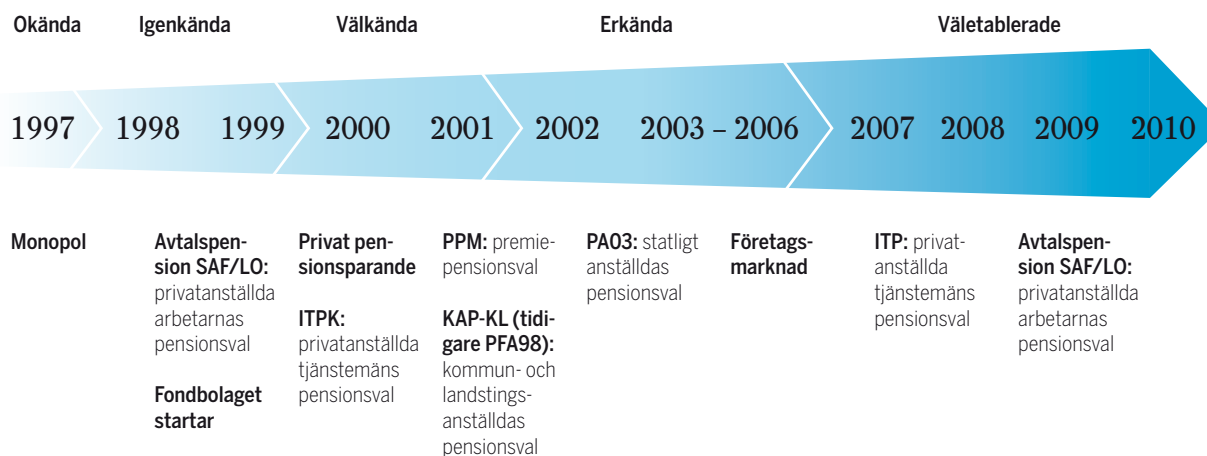 Okända Igenkända Välkända Erkända Väletablerade
1997 1998 1999 2000 2001 2002 2003 – 2006 2007 2008 2009 2010
Monopol
Avtalspen-
sion SAF/LO:
privatanställda
arbetarnas
pensionsval
Fondbolaget
startar
Privat pen-
sionsparande
ITPK:
privatanställda
tjänstemäns
pensionsval
PPM: premie-
pensionsval
KAP-KL (tidi-
gare PFA98):
kommun- och
landstings-
anställdas
pensionsval
PA03: statligt
anställdas
pensionsval
Företags-
marknad
ITP: privat-
anställda
tjänstemäns
pensionsval
Avtalspen-
sion SAF/LO:
privatanställda
arbetarnas
pensionsval